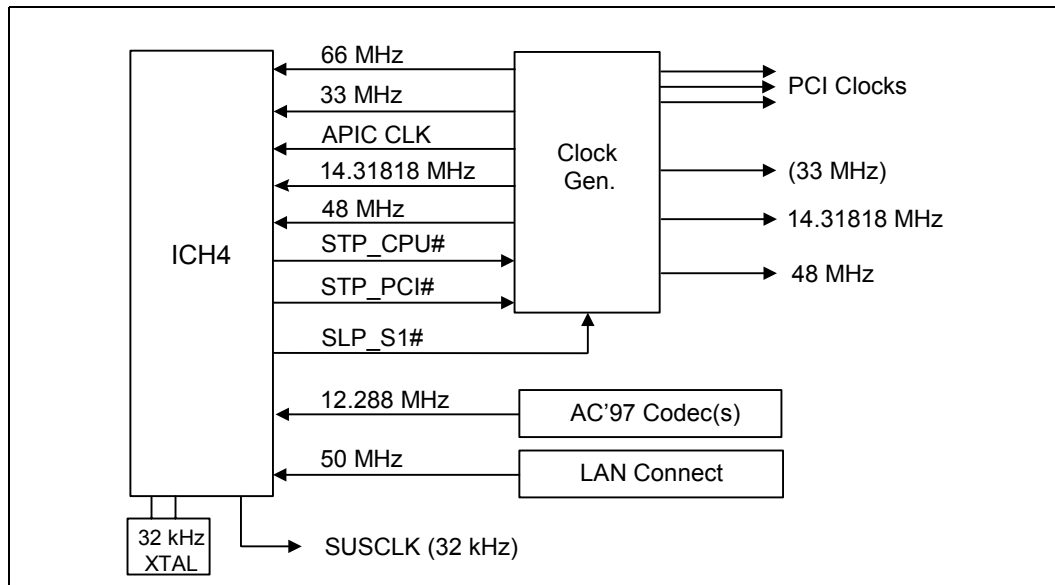 66 MHz
33 MHz
APIC CLK
14.31818 MHz
48 MHz
STP_CPU#
STP_PCI#
SLP_S1#
12.288 MHz
50 MHz
ICH4
Clock
Gen.
PCI Clocks
(33 MHz)
14.31818 MHz
48 MHz
AC’97 Codec(s)
LAN Connect
32 kHz
XTAL
SUSCLK (32 kHz)